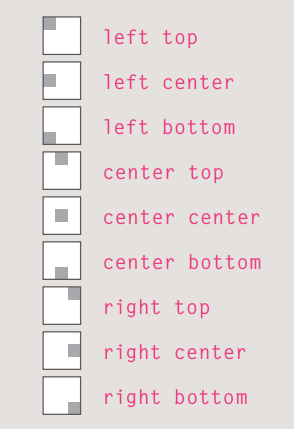 left top
left center
left bottom
center top
center center
center bottom
right top
right center
right bottom